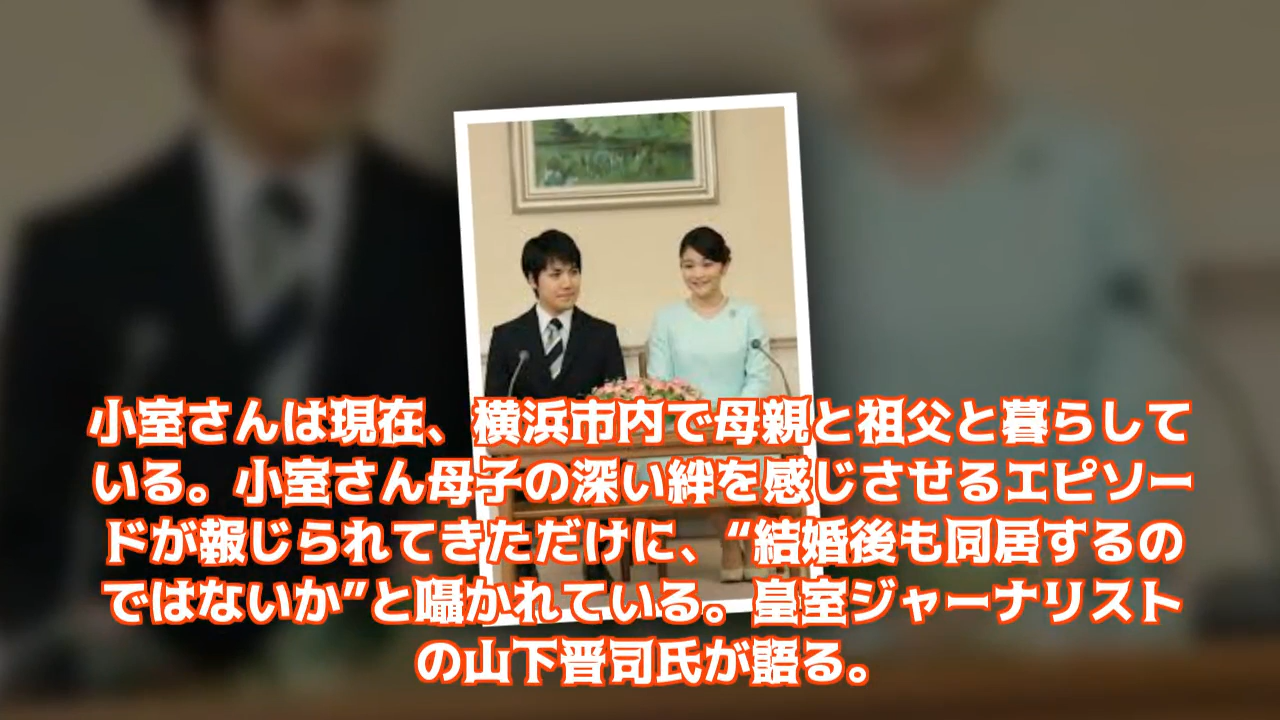 小室さんは現在、横浜市内で母親と祖父と暮らして
いる。小室さん母子の深い絆を感じさせるエピソー
ドが報じられてきただけに、“結婚後も同居するの
ではないか”と囁かれている。皇室ジャーナリスト
の山下晋司氏が語る。